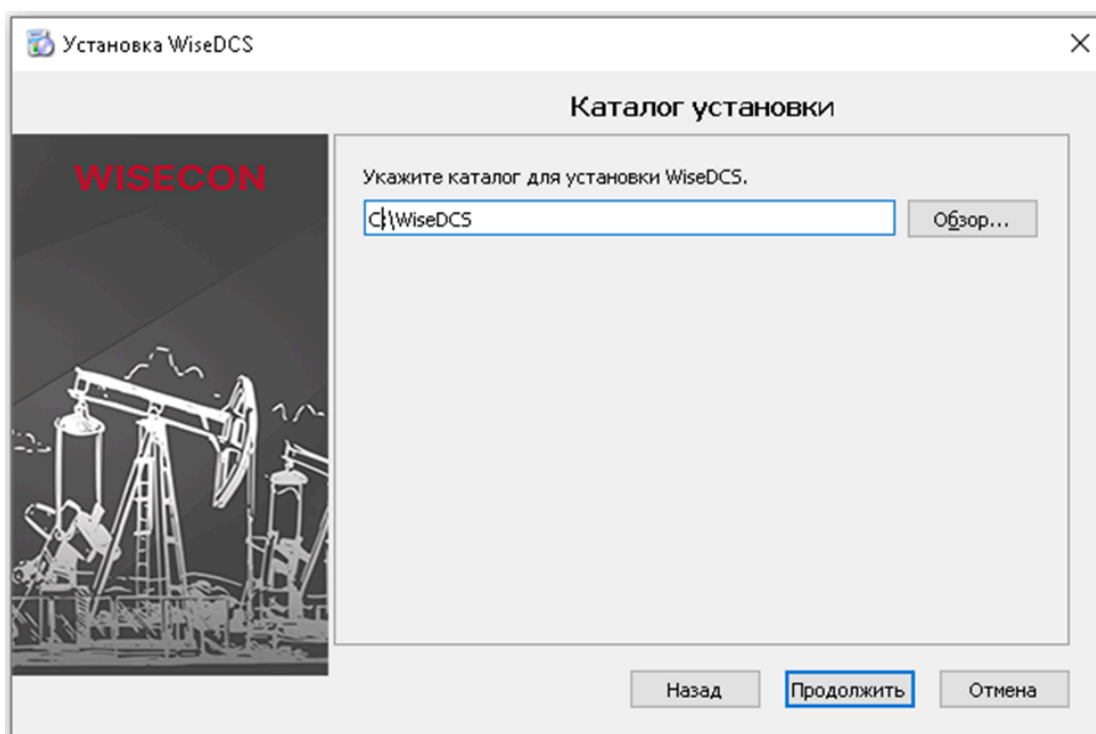 Установка WiseDCS
Каталог установки
WISECON
Укажите каталог для установки WiseDCS.
C:\WiseDCS
Обзор...
Назад
Продолжить
Отмена